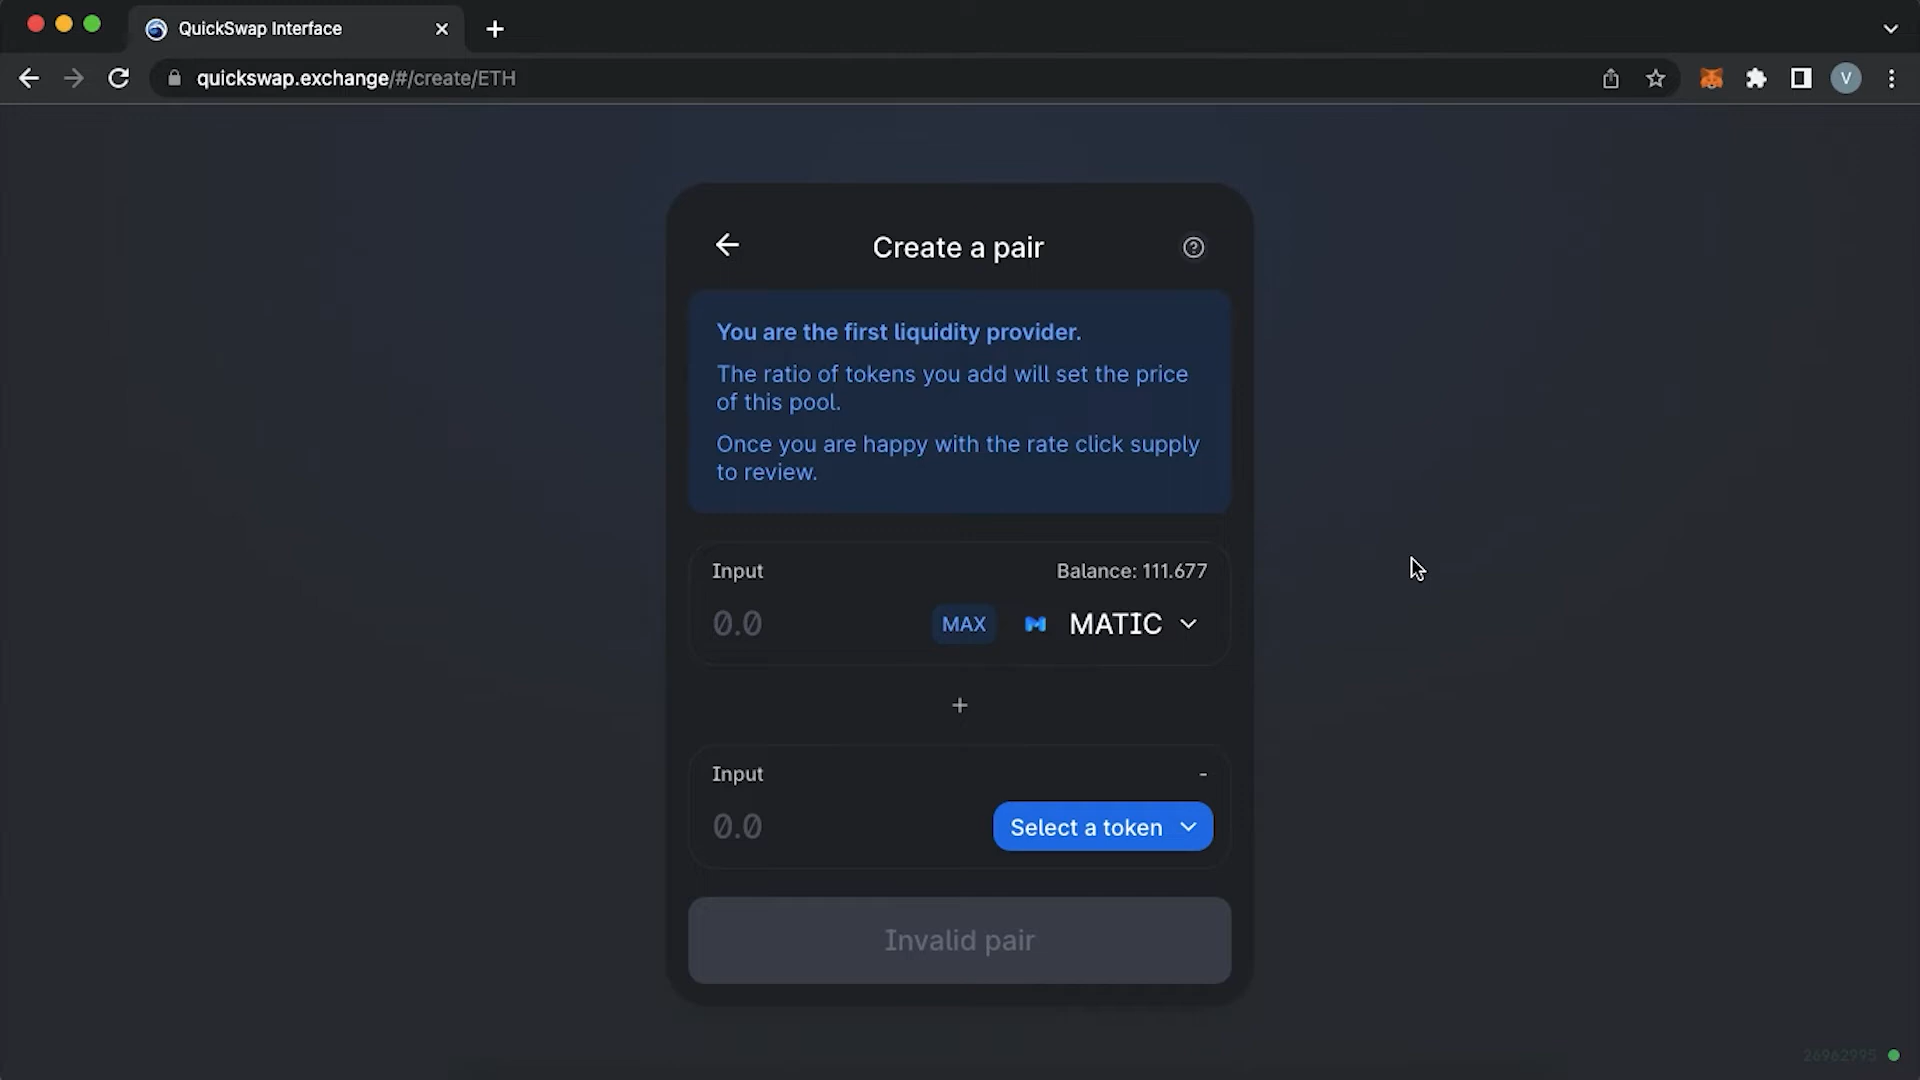 QuickSwap Interface
quickswap.exchange/#/create/ETH
V
Create a pair
You are the first liquidity provider.
The ratio of tokens you add will set the price
of this pool.
Once you are happy with the rate click supply
to review.
Input
Balance: 111.677
0.0
MAX
MATIC
+
Input
-
0.0
Select a token
Invalid pair
26962995